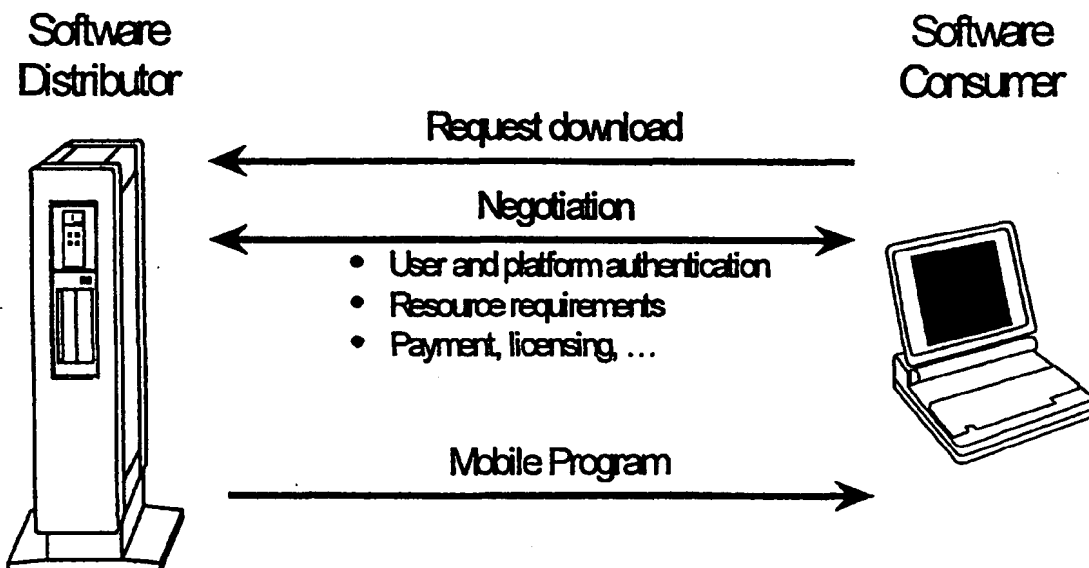 Software
Distributor
Software
Consumer
Request download
Negotiation
• User and platform authentication
• Resource requirements
• Payment, licensing, ...
Mobile Program